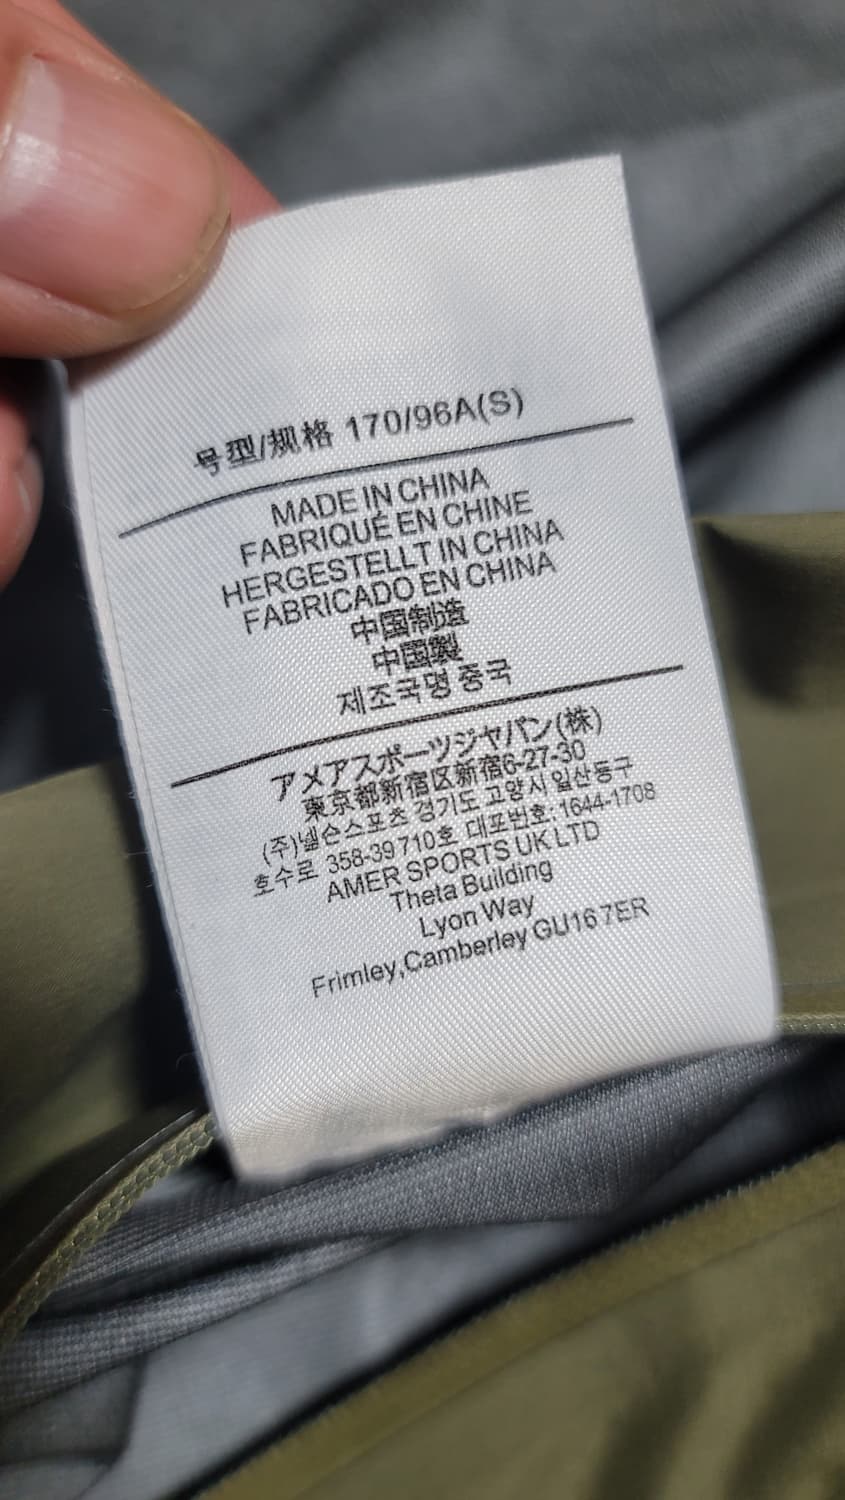 号型/规格 170/96A(S)
MADE IN CHINA
FABRIQUÉ EN CHINE
HERGESTELLT IN CHINA
FABRICADO EN CHINA
中国制造
中国製
제조국명 중국
アメアスポーツジャパン(株)
東京都新宿区新宿6-27-30
(주)넬슨스포츠 경기도 고양시 일산동구
호수로 358-39 710호 대표번호: 1644-1708
AMER SPORTS UK LTD
Theta Building
Lyon Way
Frimley,Camberley GU16 7ER